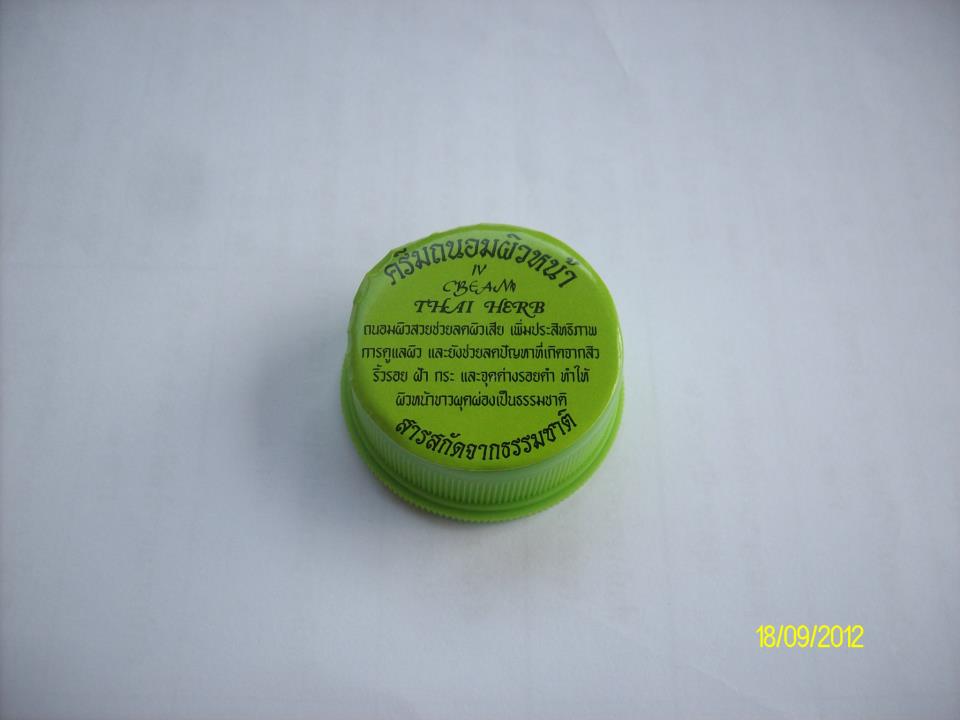 ครีมถนอมผิวหน้า
IV
CREAM
THAI HERB
ถนอมผิวสวยช่วยลดผิวเสีย เพิ่มประสิทธิภาพ
การดูแลผิว และยังช่วยลดปัญหาที่เกิดจากสิว
ริ้วรอย ฝ้า กระ และจุดด่างรอยดำ ทำให้
ผิวหน้าขาวผุดผ่องเป็นธรรมชาติ
สารสกัดจากธรรมชาติ
18/09/2012